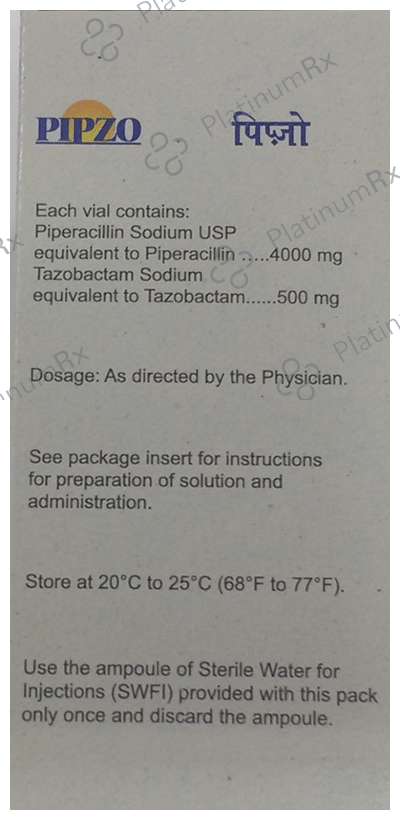 PIPZO पिप्ज़ो
Each vial contains:
Piperacillin Sodium USP
equivalent to Piperacillin .....4000 mg
Tazobactam Sodium
equivalent to Tazobactam......500 mg
Dosage: As directed by the Physician.
See package insert for instructions
for preparation of solution and
administration.
Store at 20°C to 25°C (68°F to 77°F).
Use the ampoule of Sterile Water for
Injections (SWFI) provided with this pack
only once and discard the ampoule.
PlatinumRx
PlatinumRx